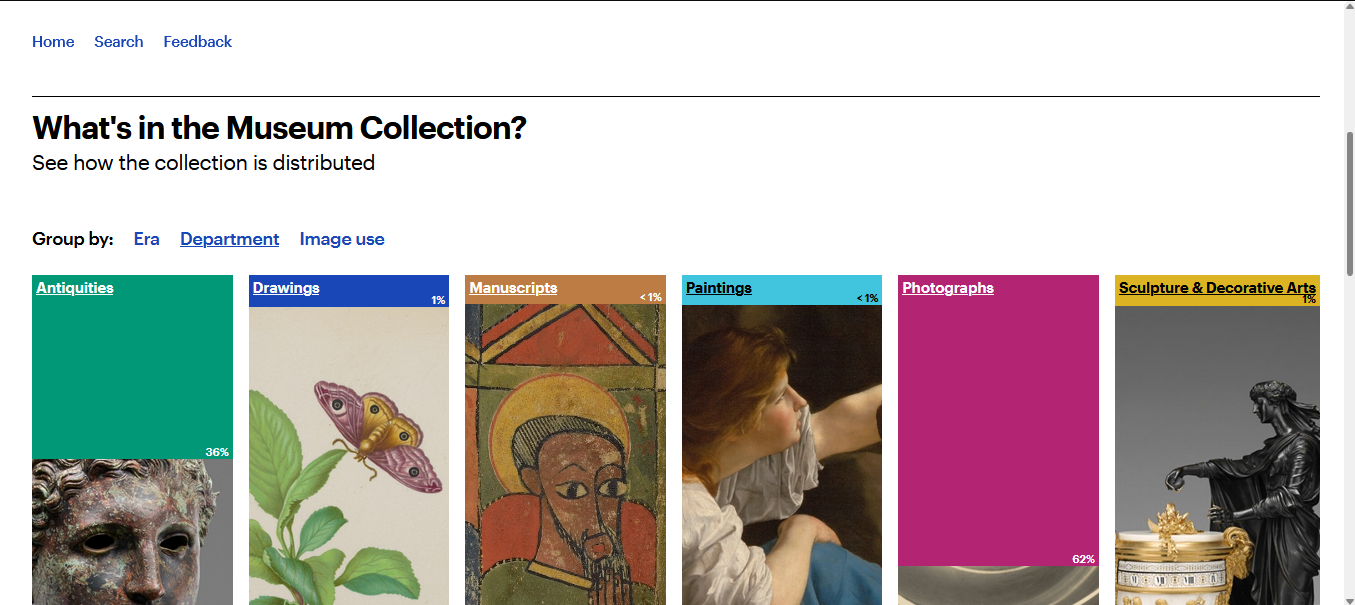 Home Search Feedback
What's in the Museum Collection?
See how the collection is distributed
Group by: Era Department Image use
Antiquities
36%
Drawings
1%
Manuscripts
< 1%
Paintings
< 1%
Photographs
62%
Sculpture & Decorative Arts
1%